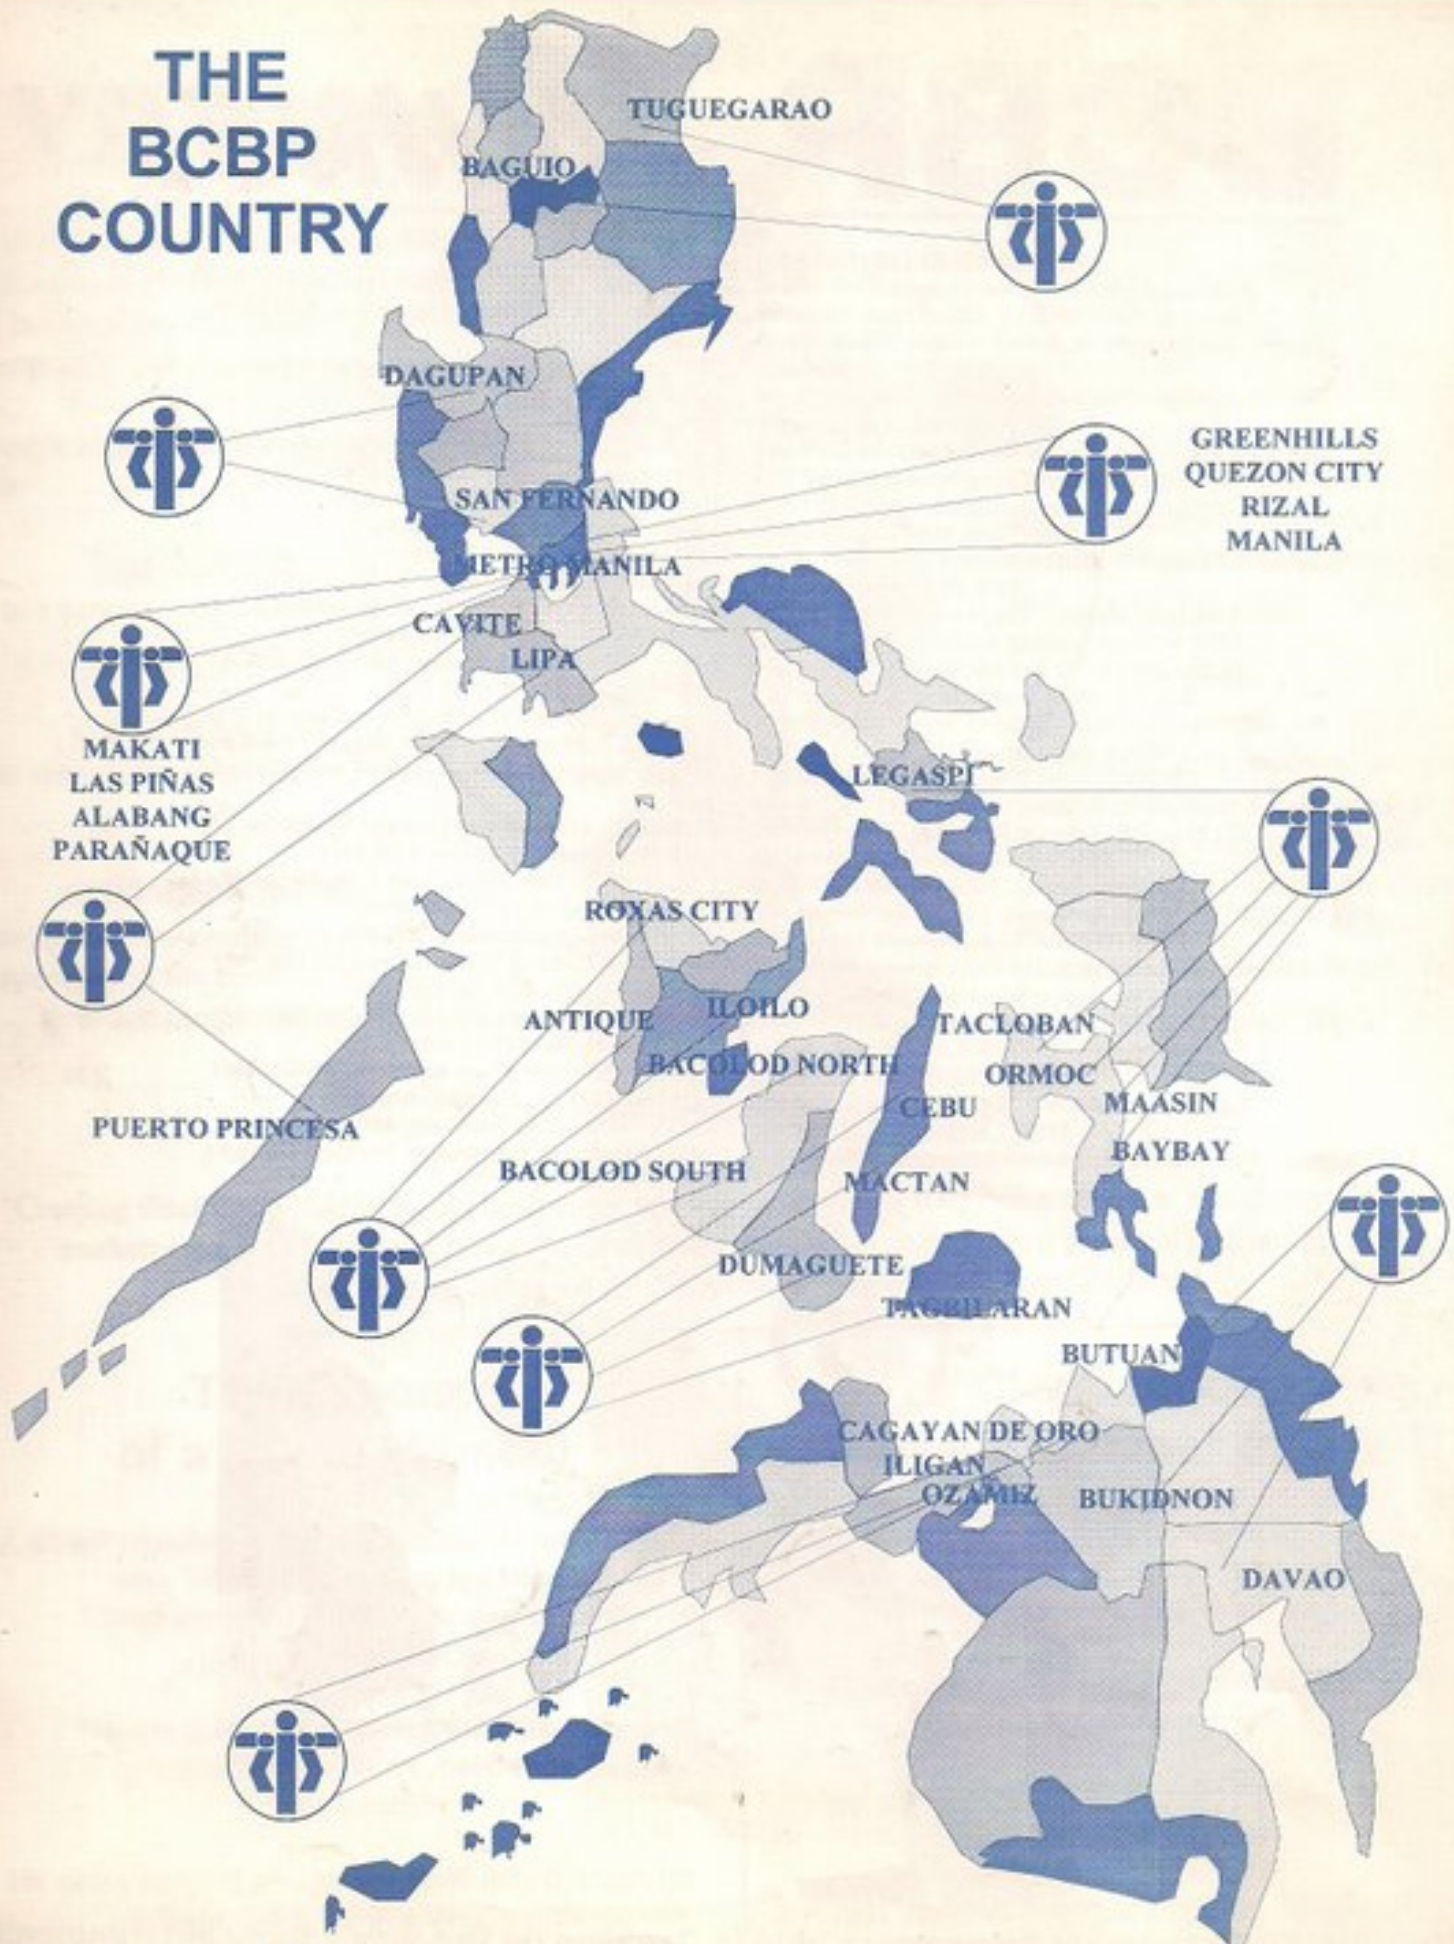 THE
BCBP
COUNTRY
TUGUEGARAO
BAGUIO
DAGUPAN
GREENHILLS
QUEZON CITY
RIZAL
MANILA
SAN FERNANDO
METRO MANILA
CAVITE
LIPA
MAKATI
LAS PIÑAS
ALABANG
PARAÑAQUE
LEGASPI
ROXAS CITY
ANTIQUE
ILOILO
TACLOBAN
BACOLOD NORTH
ORMOC
CEBU
MAASIN
PUERTO PRINCESA
BAYBAY
BACOLOD SOUTH
MACTAN
DUMAGUETE
TAGBILARAN
BUTUAN
CAGAYAN DE ORO
ILIGAN
OZAMIZ
BUKIDNON
DAVAO